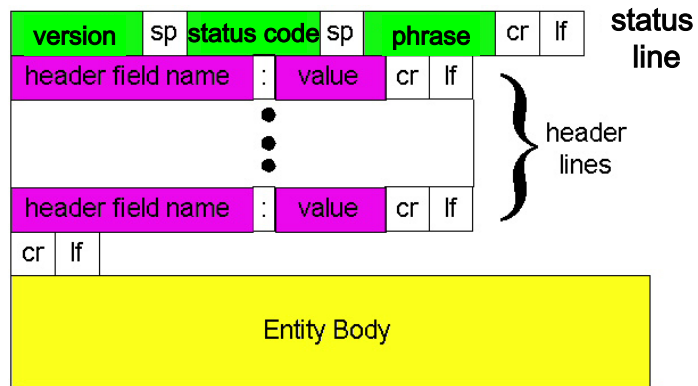 version sp status code sp phrase cr lf status line
header field name : value cr lf
header lines
header field name : value cr lf
cr lf
Entity Body